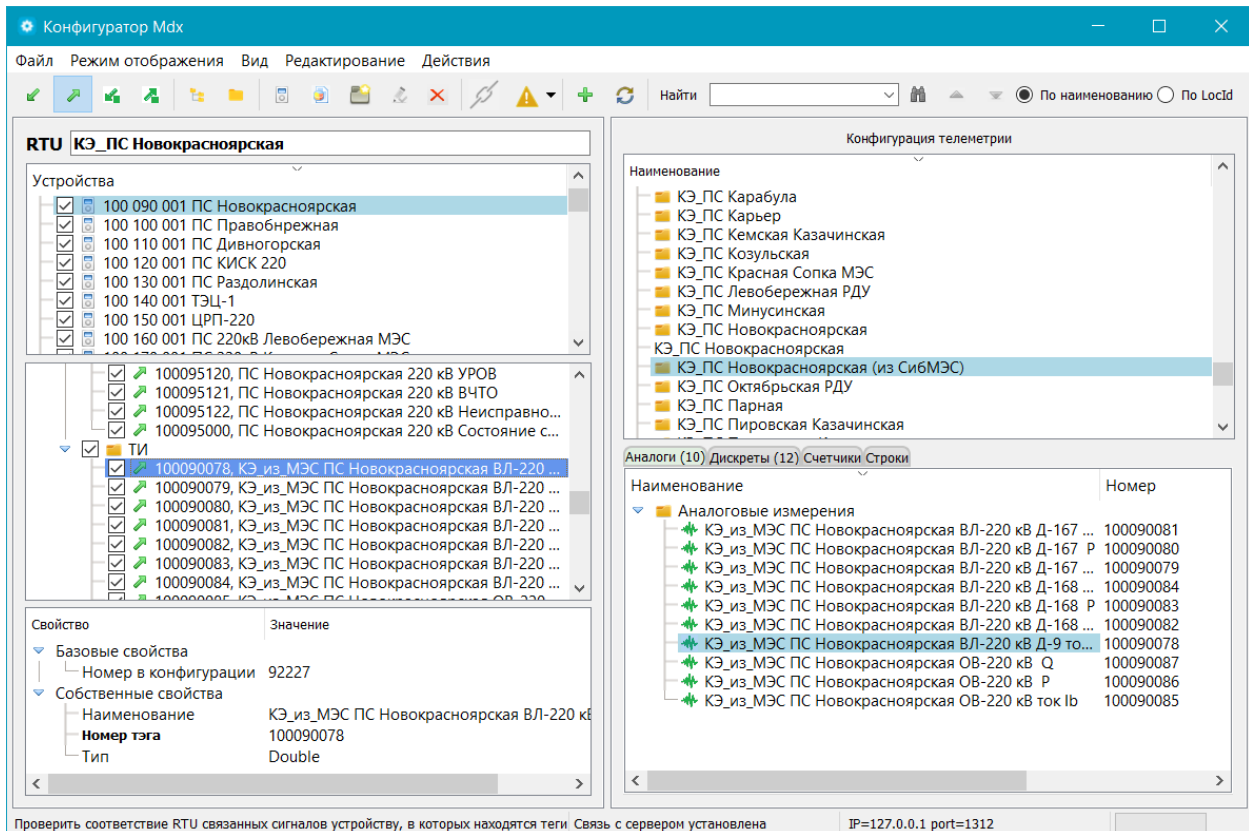 Конфигуратор Mdx
Файл Режим отображения Вид Редактирование Действия
Найти По наименованию По LocId
RTU КЭ_ПС Новокрасноярская
Устройства
100 090 001 ПС Новокрасноярская
100 100 001 ПС Правобнрежная
100 110 001 ПС Дивногорская
100 120 001 ПС КИСК 220
100 130 001 ПС Раздолинская
100 140 001 ТЭЦ-1
100 150 001 ЦРП-220
100 160 001 ПС 220кВ Левобережная МЭС
100095120, ПС Новокрасноярская 220 кВ УРОВ
100095121, ПС Новокрасноярская 220 кВ ВЧТО
100095122, ПС Новокрасноярская 220 кВ Неисправно...
100095000, ПС Новокрасноярская 220 кВ Состояние с...
ТИ
100090078, КЭ_из_МЭС ПС Новокрасноярская ВЛ-220 ...
100090079, КЭ_из_МЭС ПС Новокрасноярская ВЛ-220 ...
100090080, КЭ_из_МЭС ПС Новокрасноярская ВЛ-220 ...
100090081, КЭ_из_МЭС ПС Новокрасноярская ВЛ-220 ...
100090082, КЭ_из_МЭС ПС Новокрасноярская ВЛ-220 ...
100090083, КЭ_из_МЭС ПС Новокрасноярская ВЛ-220 ...
100090084, КЭ_из_МЭС ПС Новокрасноярская ВЛ-220 ...
Свойство Значение
Базовые свойства
Номер в конфигурации 92227
Собственные свойства
Наименование КЭ_из_МЭС ПС Новокрасноярская ВЛ-220 кВ
Номер тэга 100090078
Тип Double
Конфигурация телеметрии
Наименование
КЭ_ПС Карабула
КЭ_ПС Карьер
КЭ_ПС Кемская Казачинская
КЭ_ПС Козульская
КЭ_ПС Красная Сопка МЭС
КЭ_ПС Левобережная РДУ
КЭ_ПС Минусинская
КЭ_ПС Новокрасноярская
КЭ_ПС Новокрасноярская
КЭ_ПС Новокрасноярская (из СибМЭС)
КЭ_ПС Октябрьская РДУ
КЭ_ПС Парная
КЭ_ПС Пировская Казачинская
Аналоги (10) Дискреты (12) Счетчики Строки
Наименование Номер
Аналоговые измерения
КЭ_из_МЭС ПС Новокрасноярская ВЛ-220 кВ Д-167 ... 100090081
КЭ_из_МЭС ПС Новокрасноярская ВЛ-220 кВ Д-167 P 100090080
КЭ_из_МЭС ПС Новокрасноярская ВЛ-220 кВ Д-167 ... 100090079
КЭ_из_МЭС ПС Новокрасноярская ВЛ-220 кВ Д-168 ... 100090084
КЭ_из_МЭС ПС Новокрасноярская ВЛ-220 кВ Д-168 P 100090083
КЭ_из_МЭС ПС Новокрасноярская ВЛ-220 кВ Д-168 ... 100090082
КЭ_из_МЭС ПС Новокрасноярская ВЛ-220 кВ Д-9 то... 100090078
КЭ_из_МЭС ПС Новокрасноярская ОВ-220 кВ Q 100090087
КЭ_из_МЭС ПС Новокрасноярская ОВ-220 кВ P 100090086
КЭ_из_МЭС ПС Новокрасноярская ОВ-220 кВ ток Ib 100090085
Проверить соответствие RTU связанных сигналов устройству, в которых находятся теги Связь с сервером установлена IP=127.0.0.1 port=1312